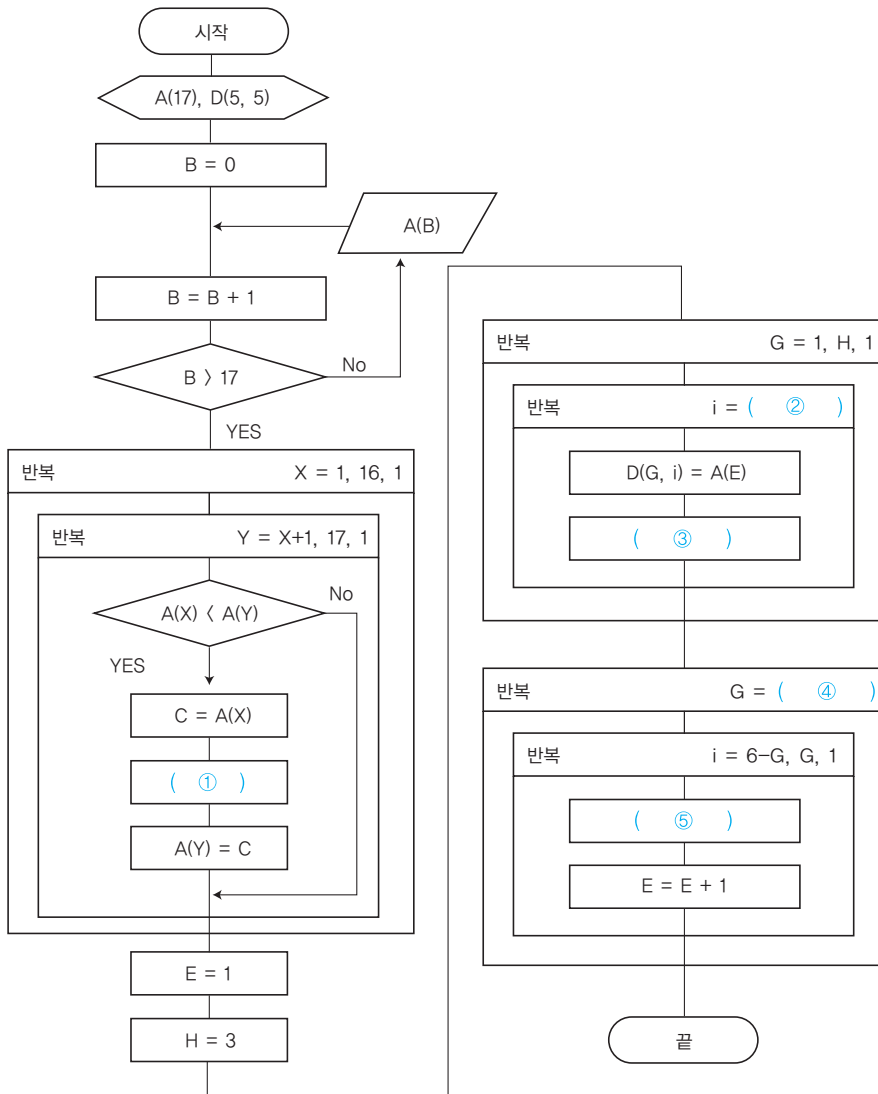 시작
A(17), D(5, 5)
B = 0
A(B)
B = B + 1
B > 17
No
YES
반복 X = 1, 16, 1
반복 Y = X+1, 17, 1
A(X) < A(Y)
No
YES
C = A(X)
( ① )
A(Y) = C
E = 1
H = 3
반복 G = 1, H, 1
반복 i = ( ② )
D(G, i) = A(E)
( ③ )
반복 G = ( ④ )
반복 i = 6-G, G, 1
( ⑤ )
E = E + 1
끝